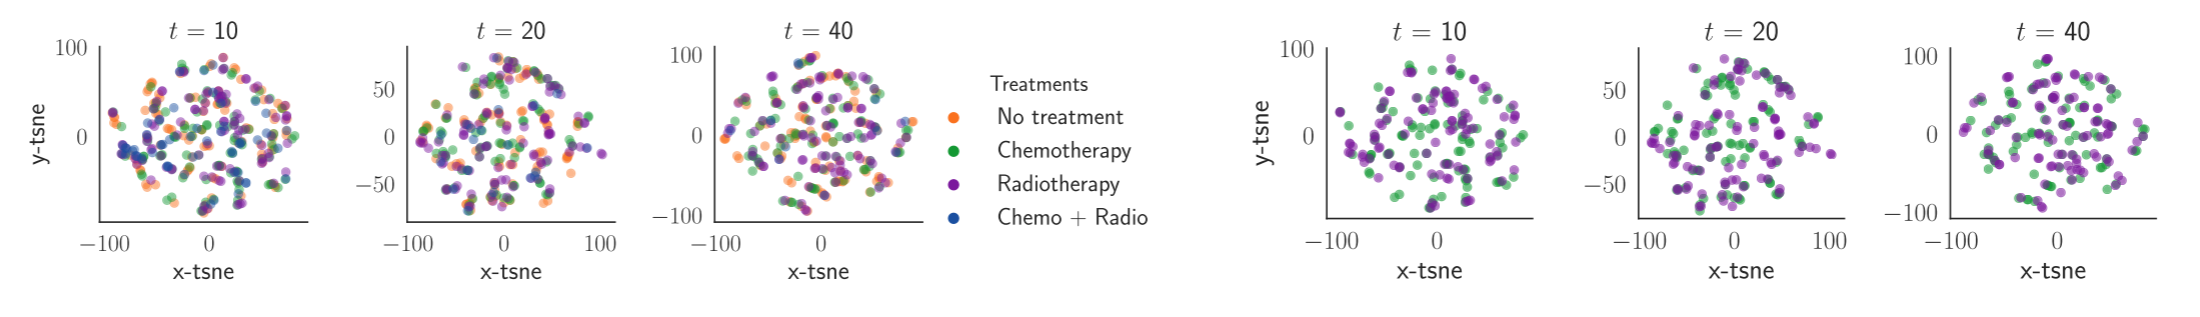 t = 10
t = 20
t = 40
t = 10
t = 20
t = 40
100
0
y-tsne
−100
0
x-tsne
50
0
−50
−100
0
100
x-tsne
100
0
−100
−100
0
x-tsne
Treatments
No treatment
Chemotherapy
Radiotherapy
Chemo + Radio
100
0
y-tsne
−100
0
x-tsne
50
0
−50
−100
0
100
x-tsne
100
0
−100
−100
0
x-tsne